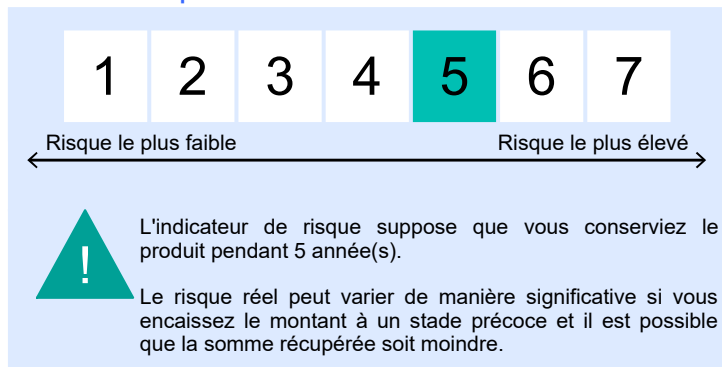 1 2 3 4 5 6 7
Risque le plus faible Risque le plus élevé
L'indicateur de risque suppose que vous conserviez le
produit pendant 5 année(s).
!
Le risque réel peut varier de manière significative si vous
encaissez le montant à un stade précoce et il est possible
que la somme récupérée soit moindre.